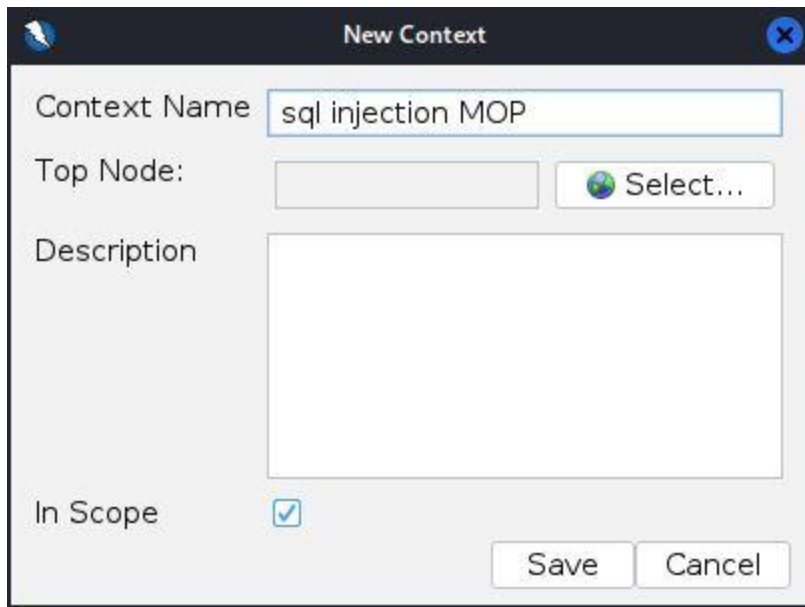 New Context
Context Name sql injection MOP
Top Node: Select...
Description
In Scope
Save Cancel